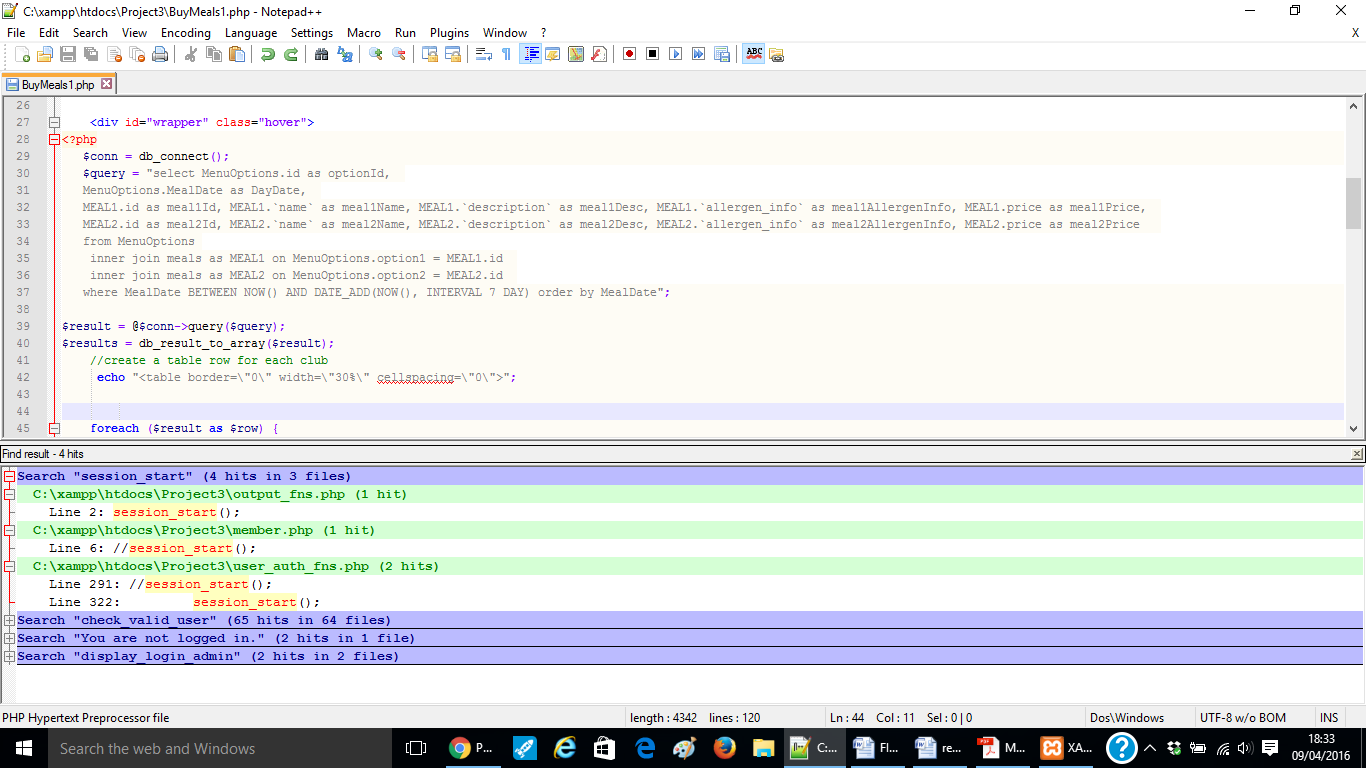 C:\xampp\htdocs\Project3\BuyMeals1.php - Notepad++
File Edit Search View Encoding Language Settings Macro Run Plugins Window ? X
ABC
BuyMeals1.php
26
27 <div id="wrapper" class="hover">
28 <?php
29 $conn = db_connect();
30 $query = "select MenuOptions.id as optionId,
31 MenuOptions.MealDate as DayDate,
32 MEAL1.id as meal1Id, MEAL1.`name` as meal1Name, MEAL1.`description` as meal1Desc, MEAL1.`allergen_info` as meal1AllergenInfo, MEAL1.price as meal1Price,
33 MEAL2.id as meal2Id, MEAL2.`name` as meal2Name, MEAL2.`description` as meal2Desc, MEAL2.`allergen_info` as meal2AllergenInfo, MEAL2.price as meal2Price
34 from MenuOptions
35 inner join meals as MEAL1 on MenuOptions.option1 = MEAL1.id
36 inner join meals as MEAL2 on MenuOptions.option2 = MEAL2.id
37 where MealDate BETWEEN NOW() AND DATE_ADD(NOW(), INTERVAL 7 DAY) order by MealDate";
38
39 $result = @$conn->query($query);
40 $results = db_result_to_array($result);
41 //create a table row for each club
42 echo "<table border=\"0\" width=\"30%\" cellspacing=\"0\">";
43
44
45 foreach ($result as $row) {
Find result - 4 hits
Search "session_start" (4 hits in 3 files)
C:\xampp\htdocs\Project3\output_fns.php (1 hit)
Line 2: session_start();
C:\xampp\htdocs\Project3\member.php (1 hit)
Line 6: //session_start();
C:\xampp\htdocs\Project3\user_auth_fns.php (2 hits)
Line 291: //session_start();
Line 322: session_start();
Search "check_valid_user" (65 hits in 64 files)
Search "You are not logged in." (2 hits in 1 file)
Search "display_login_admin" (2 hits in 2 files)
PHP Hypertext Preprocessor file length : 4342 lines : 120 Ln : 44 Col : 11 Sel : 0 | 0 Dos\Windows UTF-8 w/o BOM INS
Search the web and Windows P... C:... Fl... re... M... XA... 18:33
09/04/2016